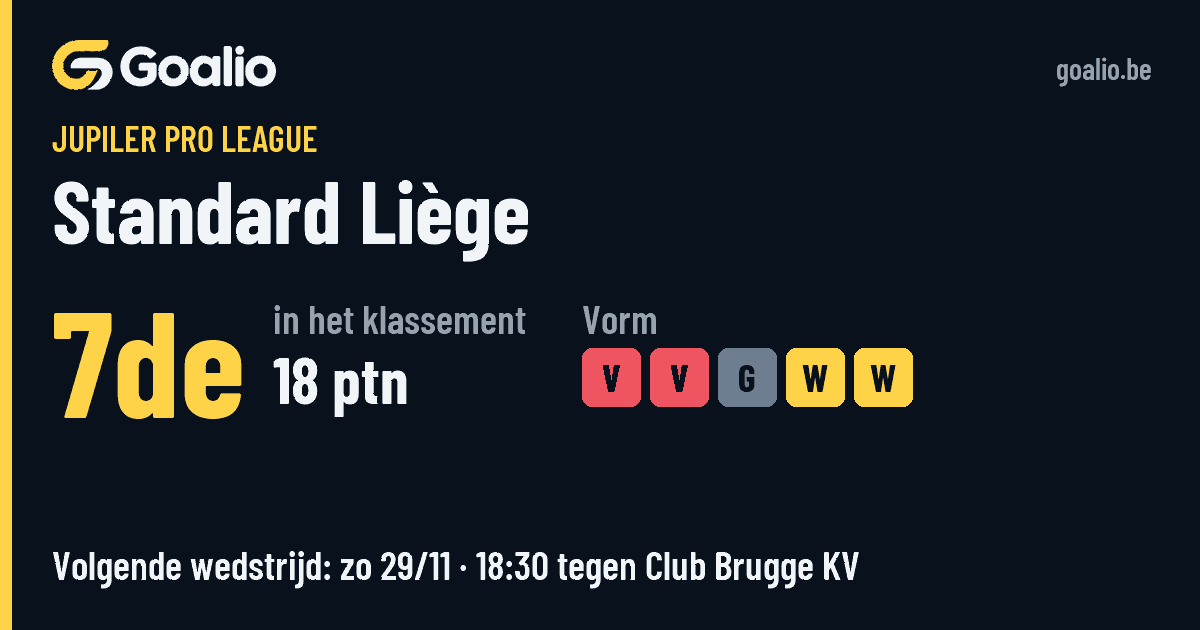 Goalio
goalio.be
JUPILER PRO LEAGUE
Standard Liège
7de
in het klassement
18 ptn
Vorm
V V G W W
Volgende wedstrijd: zo 29/11 · 18:30 tegen Club Brugge KV